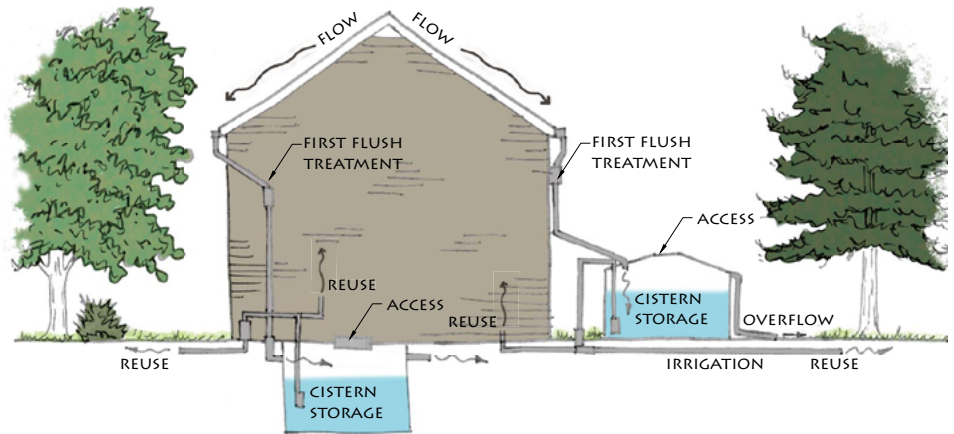 FLOW
FLOW
FIRST FLUSH
TREATMENT
FIRST FLUSH
TREATMENT
ACCESS
REUSE
ACCESS
REUSE
CISTERN
STORAGE
OVERFLOW
REUSE
IRRIGATION
REUSE
CISTERN
STORAGE